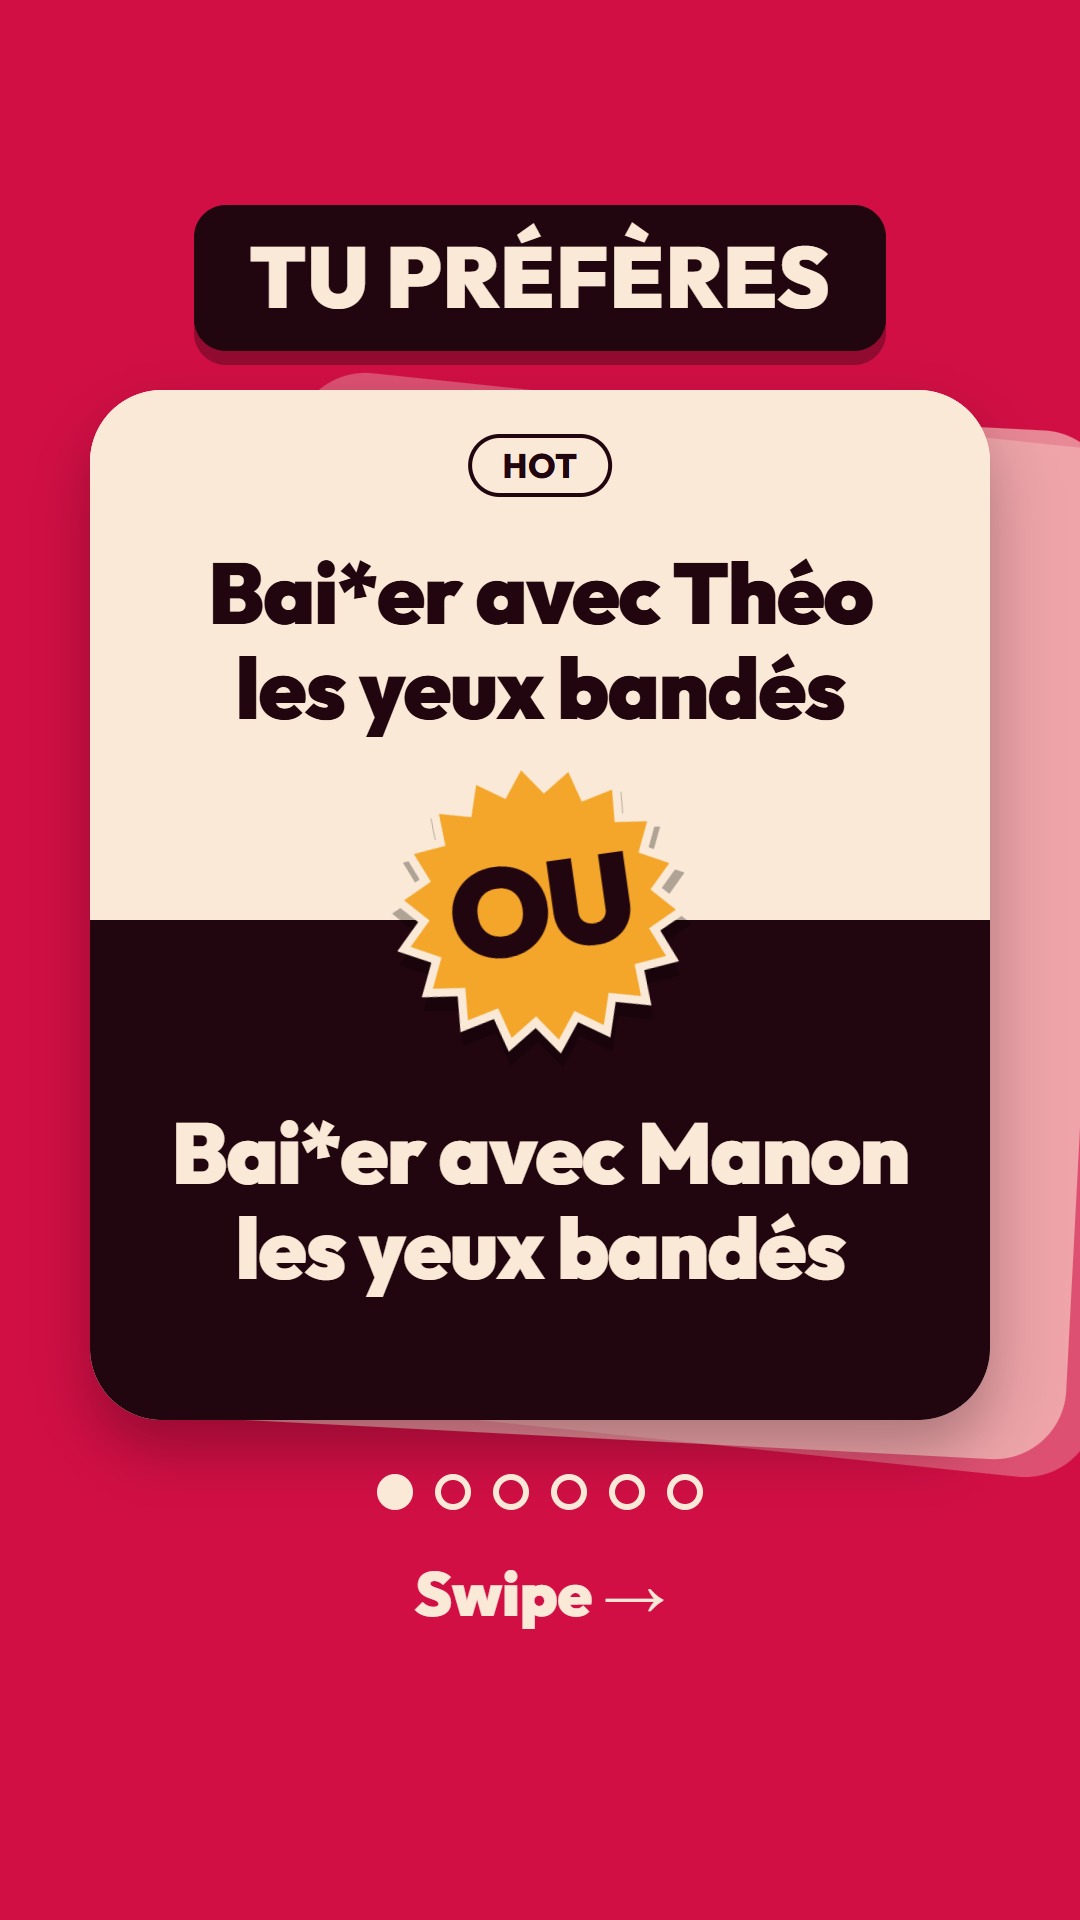 TU PRÉFÈRES
HOT
Bai*er avec Théo
les yeux bandés
OU
Bai*er avec Manon
les yeux bandés
Swipe →